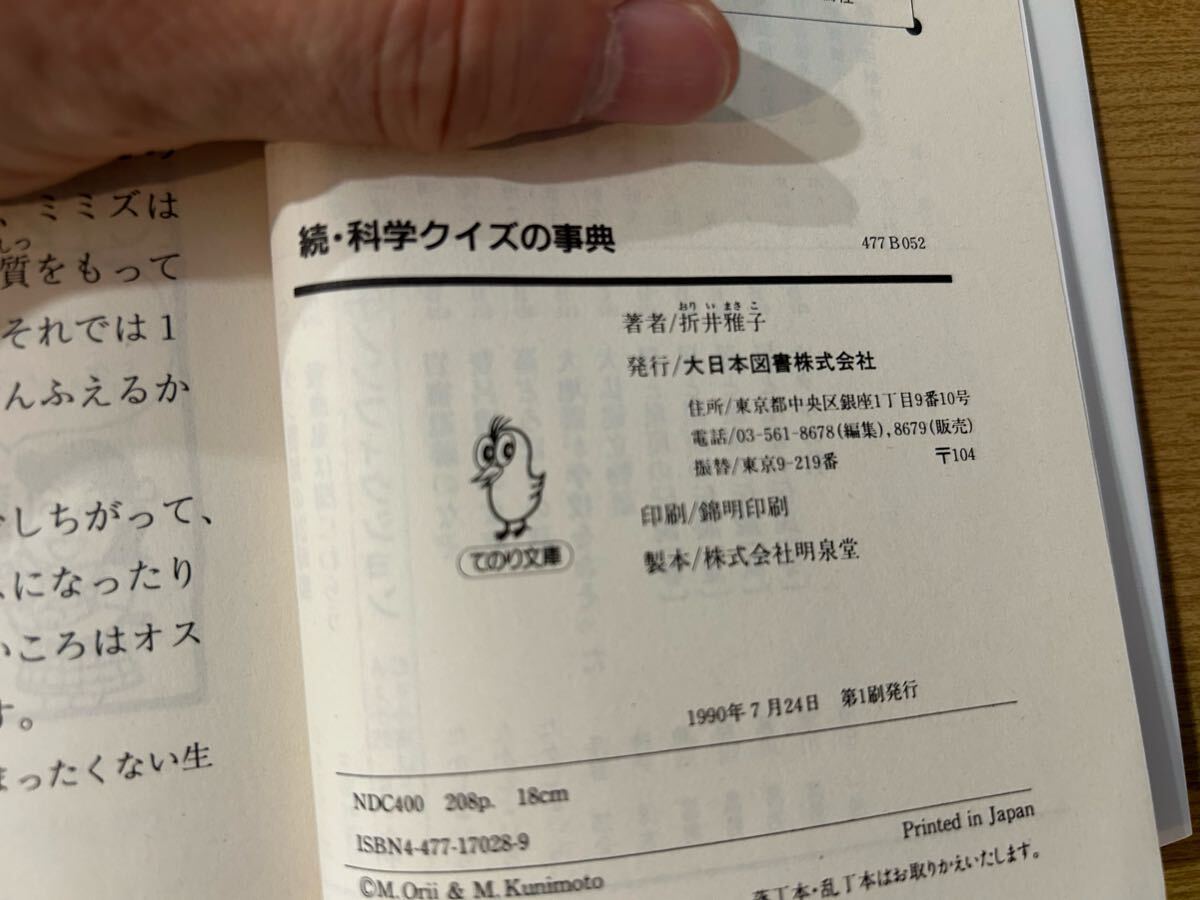 、ミミズは
質をもって
それでは1
んふえるか
しちがって、
になったり
いころはオス
す。
まったくない生
続・科学クイズの事典
477 B 052
おりいまさこ
著者/折井雅子
発行/大日本図書株式会社
住所/東京都中央区銀座1丁目9番10号
電話/03-561-8678(編集),8679(販売)
振替/東京9-219番 〒104
印刷/錦明印刷
製本/株式会社明泉堂
てのり文庫
1990年7月24日 第1刷発行
NDC400 208p. 18cm
ISBN4-477-17028-9
Printed in Japan
©M.Orii & M.Kunimoto
落丁本・乱丁本はお取りかえいたします。